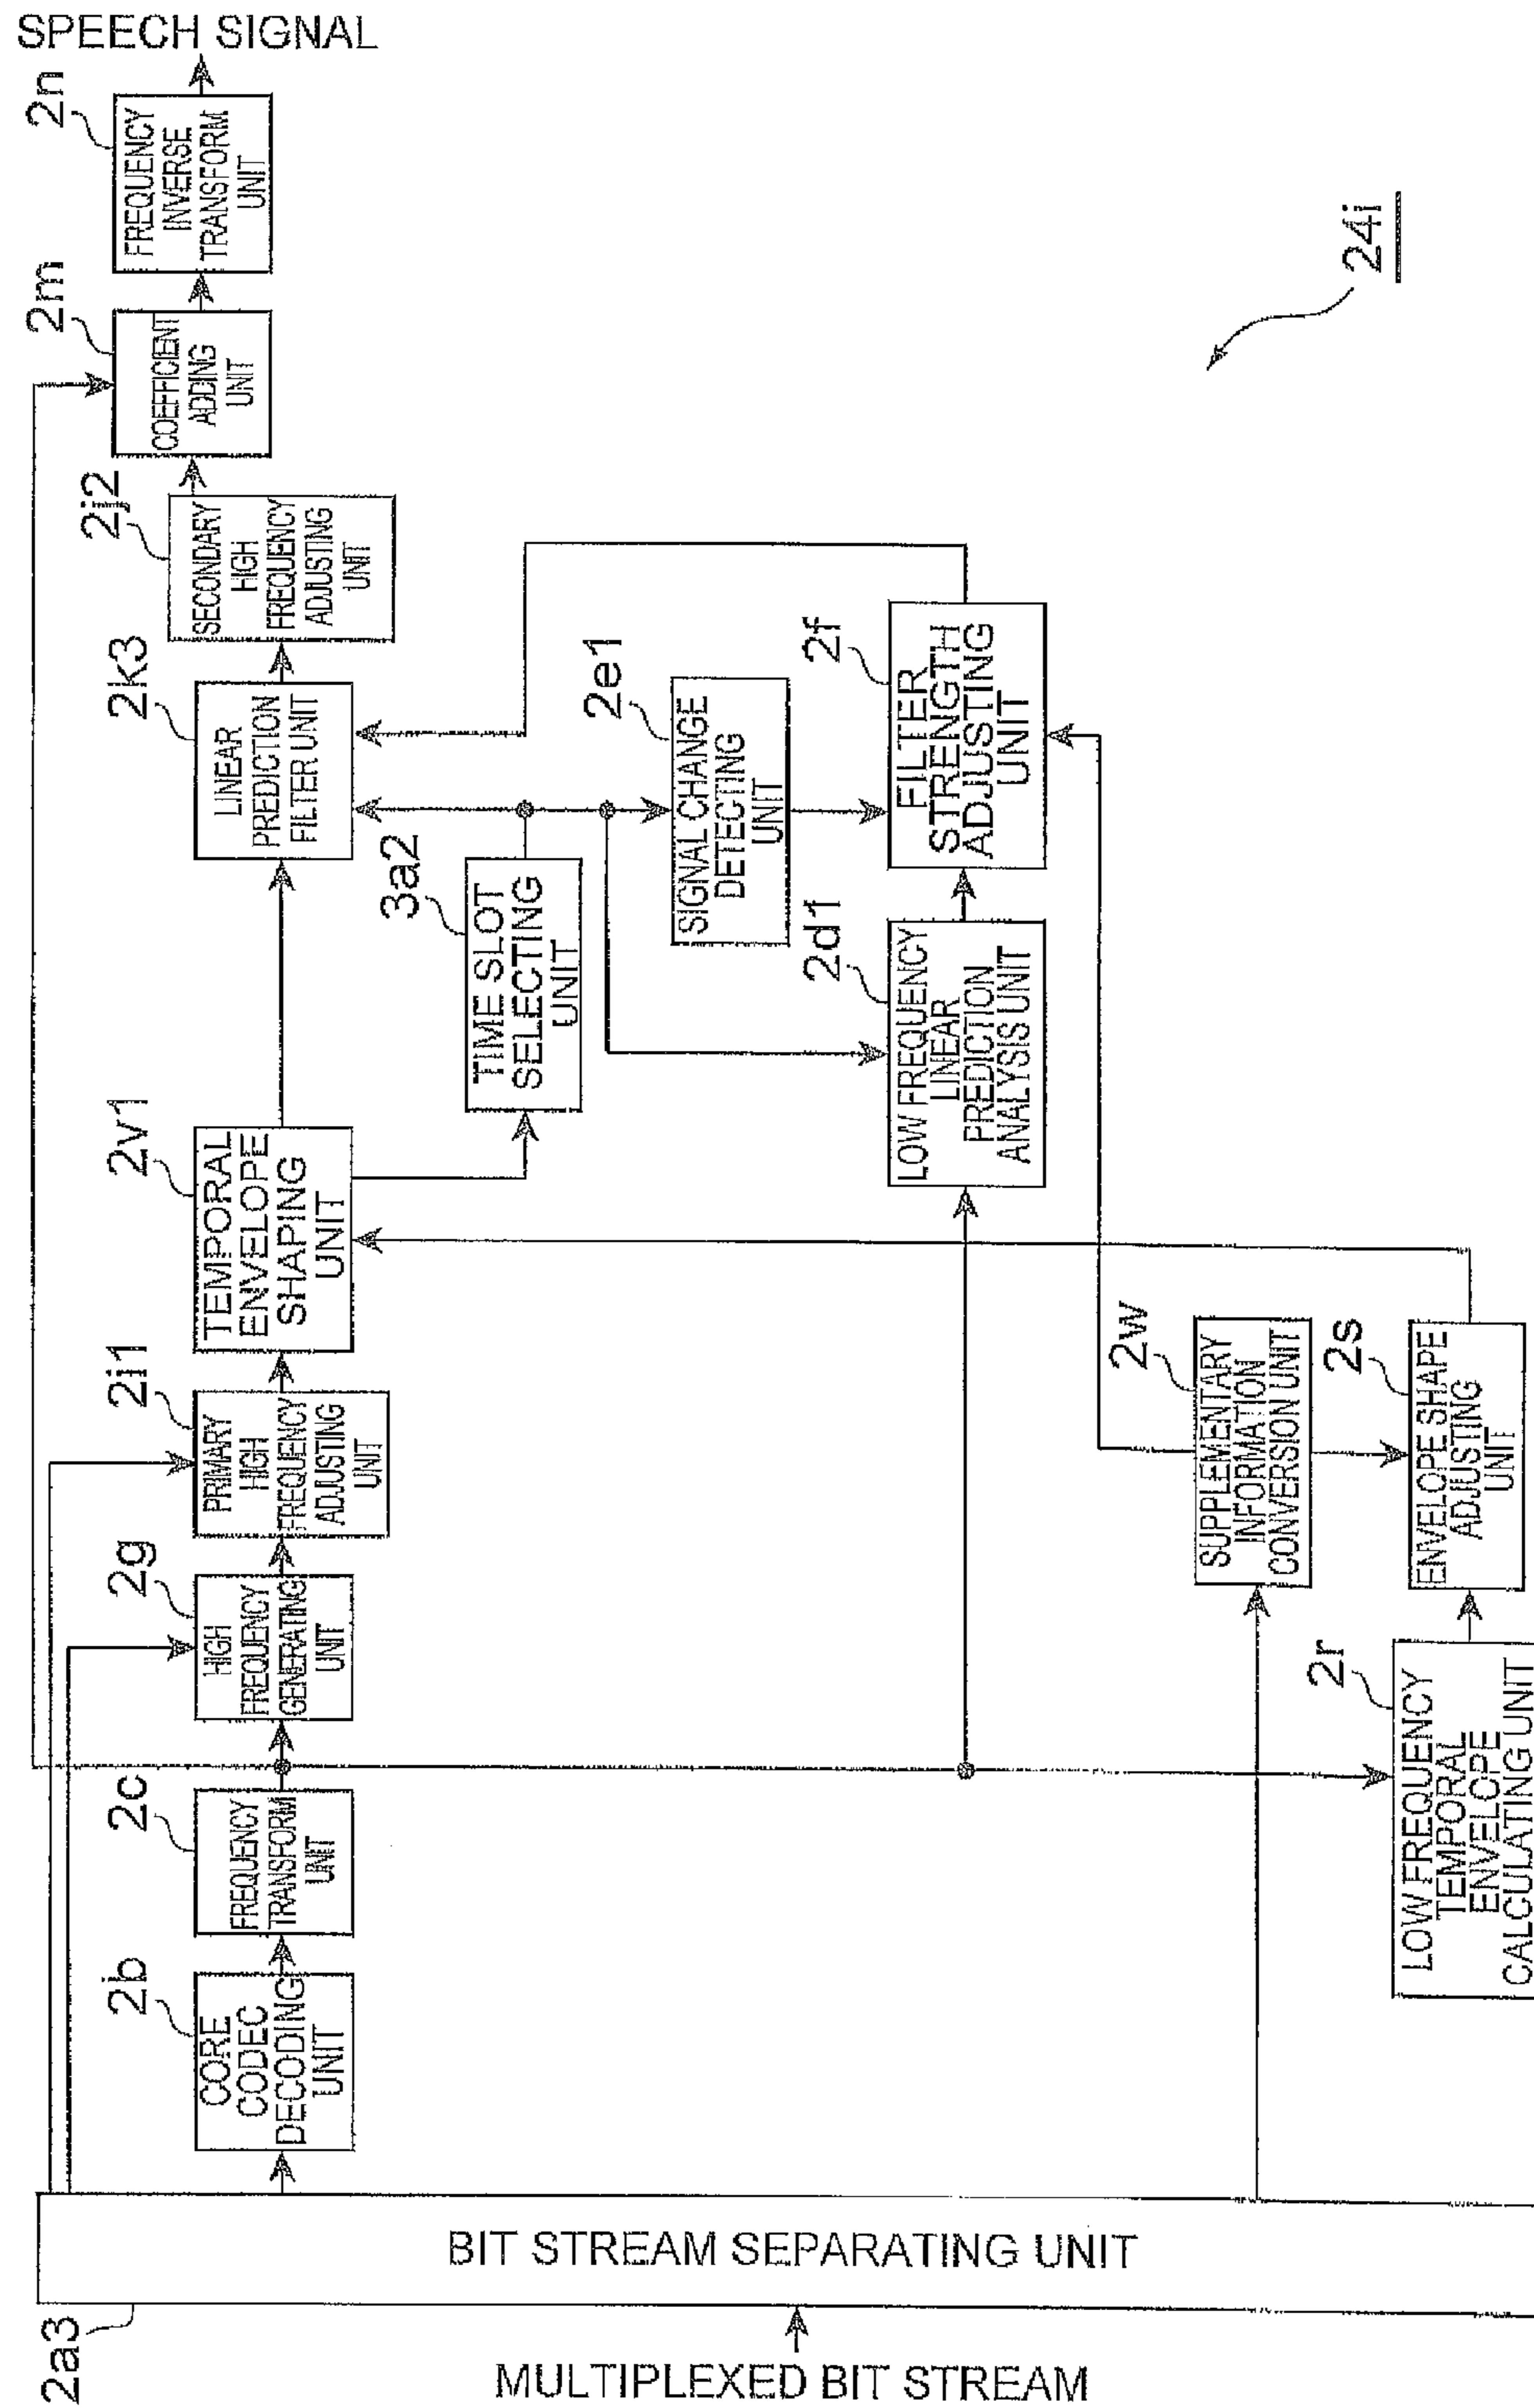 SPEECH SIGNAL
2n
FREQUENCY
INVERSE
TRANSFORM
UNIT
2m
COEFFICIENT
ADDING
UNIT
2j2
SECONDARY
HIGH
FREQUENCY
ADJUSTING
UNIT
2k3
LINEAR
PREDICTION
FILTER UNIT
3a2
TIME SLOT
SELECTING
UNIT
2e1
SIGNAL CHANGE
DETECTING
UNIT
2f
FILTER
STRENGTH
ADJUSTING
UNIT
2d1
LOW FREQUENCY
LINEAR
PREDICTION
ANALYSIS UNIT
24i
2v1
TEMPORAL
ENVELOPE
SHAPING
UNIT
2i1
PRIMARY
HIGH
FREQUENCY
ADJUSTING
UNIT
2g
HIGH
FREQUENCY
GENERATING
UNIT
2c
FREQUENCY
TRANSFORM
UNIT
2b
CORE
CODEC
DECODING
UNIT
2w
SUPPLEMENTARY
INFORMATION
CONVERSION UNIT
2s
ENVELOPE SHAPE
ADJUSTING
UNIT
2r
LOW FREQUENCY
TEMPORAL
ENVELOPE
CALCULATING UNIT
BIT STREAM SEPARATING UNIT
2a3
MULTIPLEXED BIT STREAM